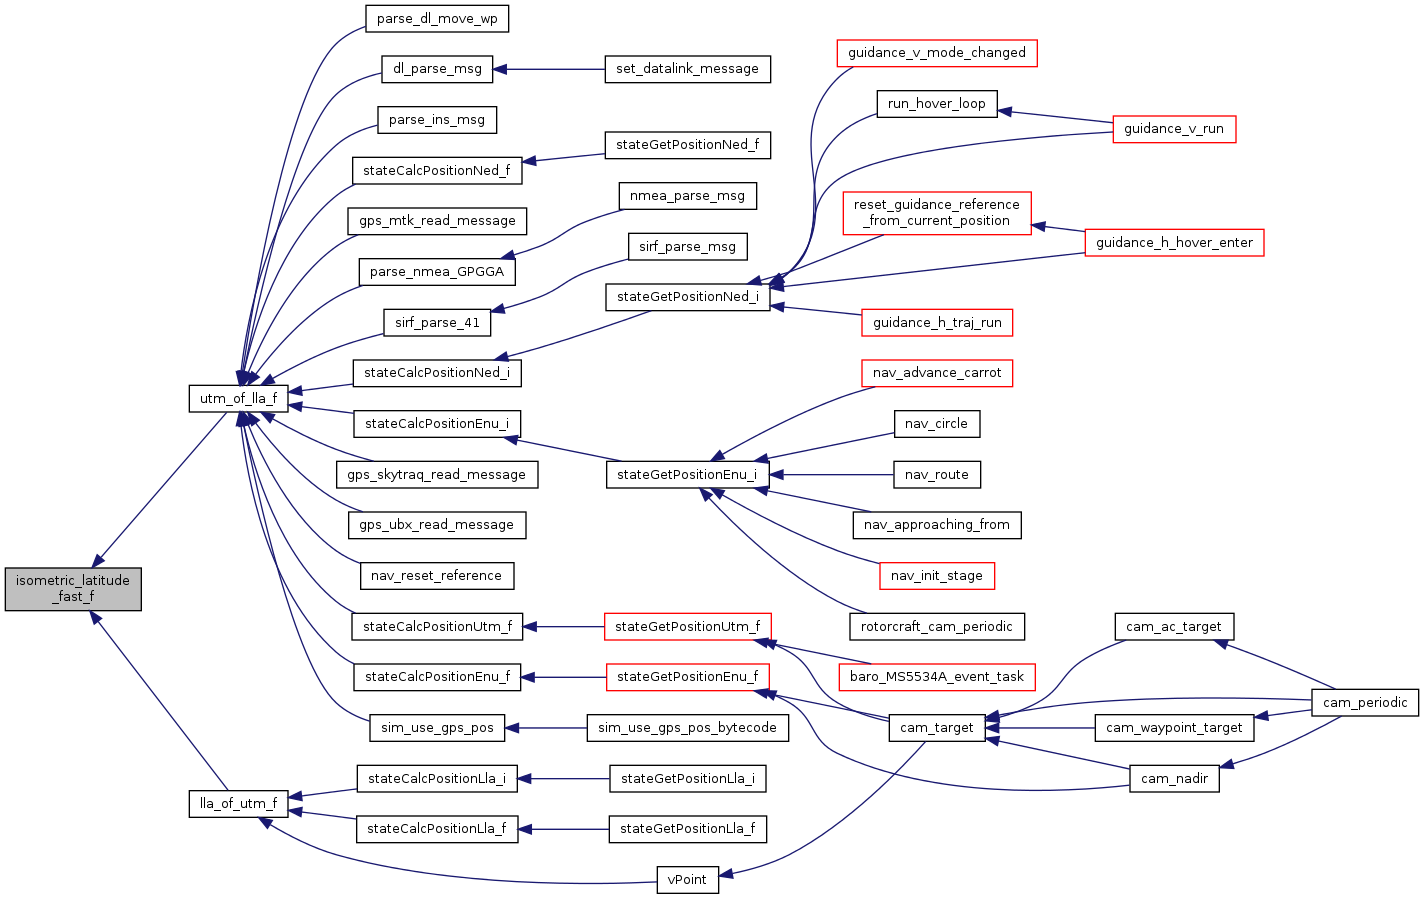 parse_dl_move_wp
dl_parse_msg
set_datalink_message
parse_ins_msg
stateCalcPositionNed_f
stateGetPositionNed_f
gps_mtk_read_message
parse_nmea_GPGGA
nmea_parse_msg
sirf_parse_41
sirf_parse_msg
stateCalcPositionNed_i
stateGetPositionNed_i
guidance_v_mode_changed
run_hover_loop
guidance_v_run
reset_guidance_reference
_from_current_position
guidance_h_hover_enter
guidance_h_traj_run
utm_of_lla_f
stateCalcPositionEnu_i
stateGetPositionEnu_i
nav_advance_carrot
nav_circle
nav_route
nav_approaching_from
nav_init_stage
rotorcraft_cam_periodic
gps_skytraq_read_message
gps_ubx_read_message
nav_reset_reference
isometric_latitude
_fast_f
stateCalcPositionUtm_f
stateGetPositionUtm_f
baro_MS5534A_event_task
stateCalcPositionEnu_f
stateGetPositionEnu_f
sim_use_gps_pos
sim_use_gps_pos_bytecode
cam_target
cam_ac_target
cam_waypoint_target
cam_nadir
cam_periodic
lla_of_utm_f
stateCalcPositionLla_i
stateGetPositionLla_i
stateCalcPositionLla_f
stateGetPositionLla_f
vPoint